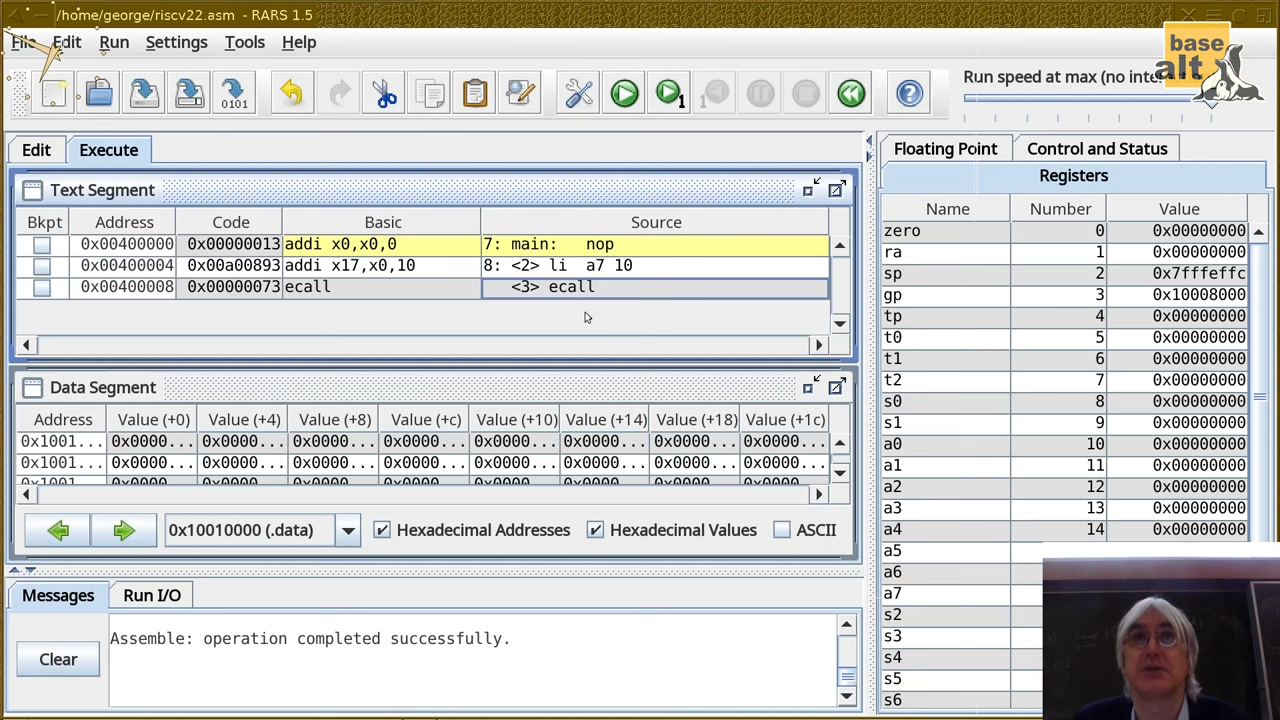 /home/george/riscv22.asm - RARS 1.5
File Edit Run Settings Tools Help
base
alt
0101
1
?
Run speed at max (no inte
Edit Execute
Text Segment
Bkpt Address Code Basic Source
0x00400000 0x00000013 addi x0,x0,0 7: main: nop
0x00400004 0x00a00893 addi x17,x0,10 8: <2> li a7 10
0x00400008 0x00000073 ecall <3> ecall
Data Segment
Address Value (+0) Value (+4) Value (+8) Value (+c) Value (+10) Value (+14) Value (+18) Value (+1c)
0x1001... 0x0000... 0x0000... 0x0000... 0x0000... 0x0000... 0x0000... 0x0000... 0x0000...
0x1001... 0x0000... 0x0000... 0x0000... 0x0000... 0x0000... 0x0000... 0x0000... 0x0000...
0x10010000 (.data) Hexadecimal Addresses Hexadecimal Values ASCII
Messages Run I/O
Clear
Assemble: operation completed successfully.
Floating Point Control and Status
Registers
Name Number Value
zero 0 0x00000000
ra 1 0x00000000
sp 2 0x7fffeffc
gp 3 0x10008000
tp 4 0x00000000
t0 5 0x00000000
t1 6 0x00000000
t2 7 0x00000000
s0 8 0x00000000
s1 9 0x00000000
a0 10 0x00000000
a1 11 0x00000000
a2 12 0x00000000
a3 13 0x00000000
a4 14 0x00000000
a5
a6
a7
s2
s3
s4
s5
s6